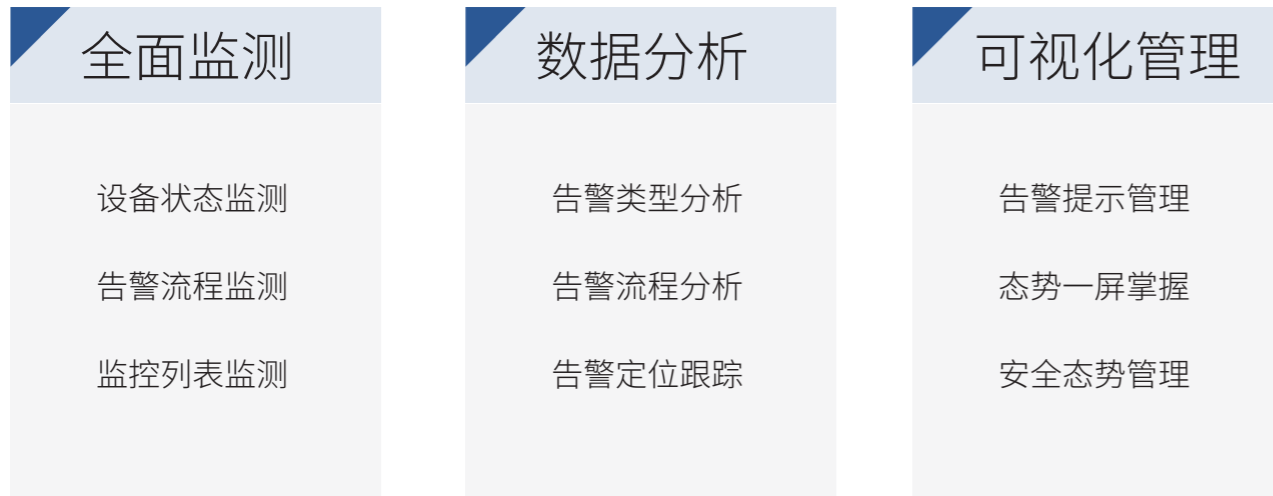 全面监测
设备状态监测
告警流程监测
监控列表监测
数据分析
告警类型分析
告警流程分析
告警定位跟踪
可视化管理
告警提示管理
态势一屏掌握
安全态势管理